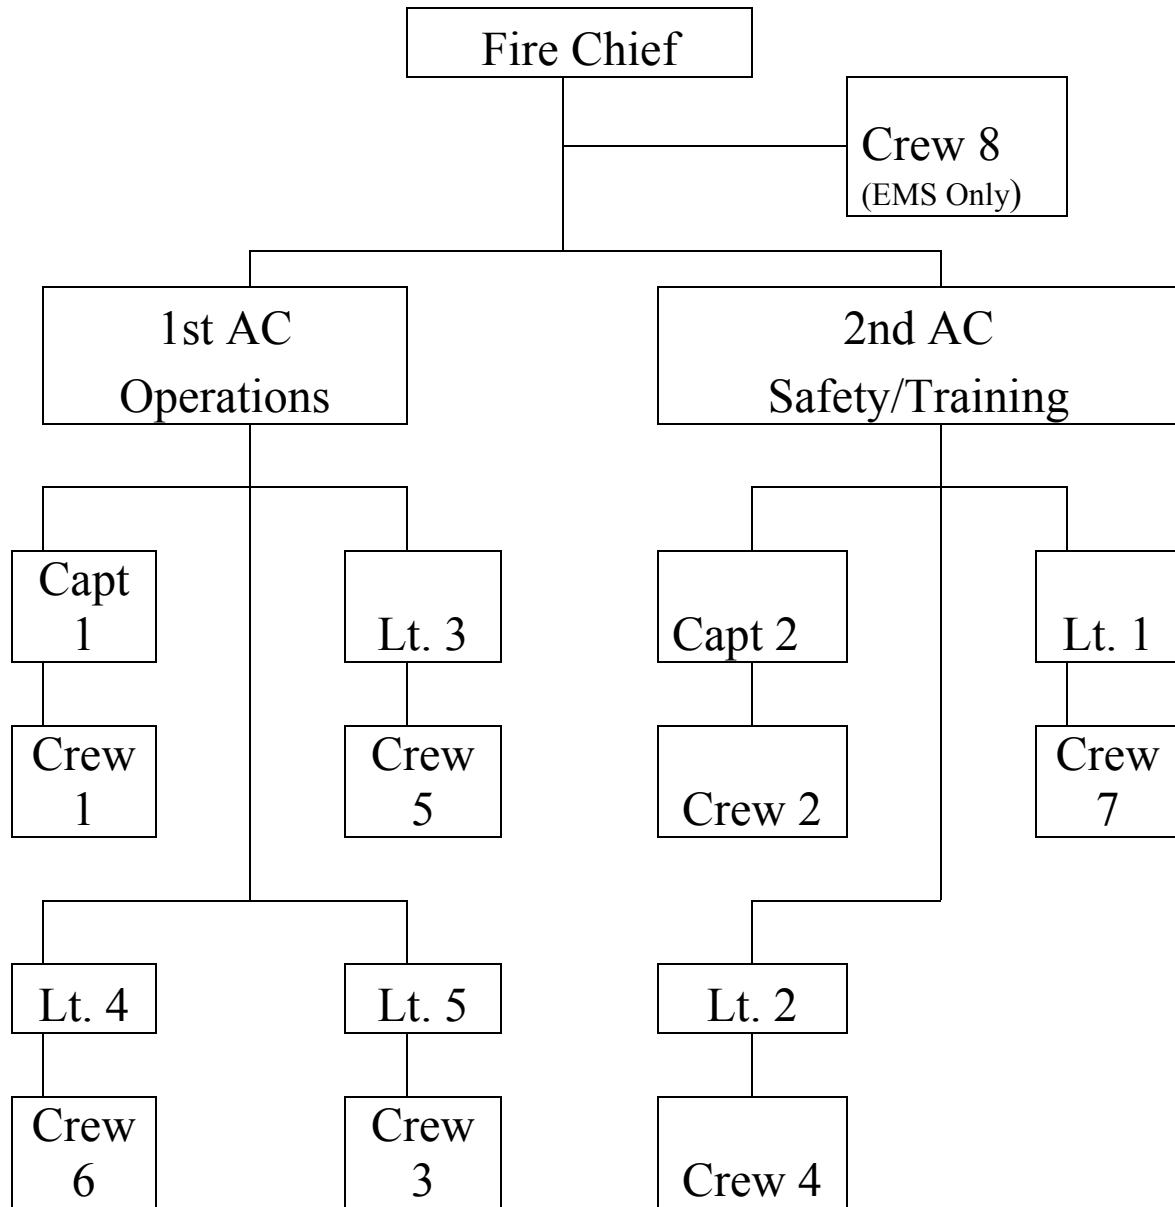 Fire Chief
Crew 8
(EMS Only)
1st AC
Operations
2nd AC
Safety/Training
Capt
1
Lt. 3
Capt 2
Lt. 1
Crew
1
Crew
5
Crew 2
Crew
7
Lt. 4
Lt. 5
Lt. 2
Crew
6
Crew
3
Crew 4